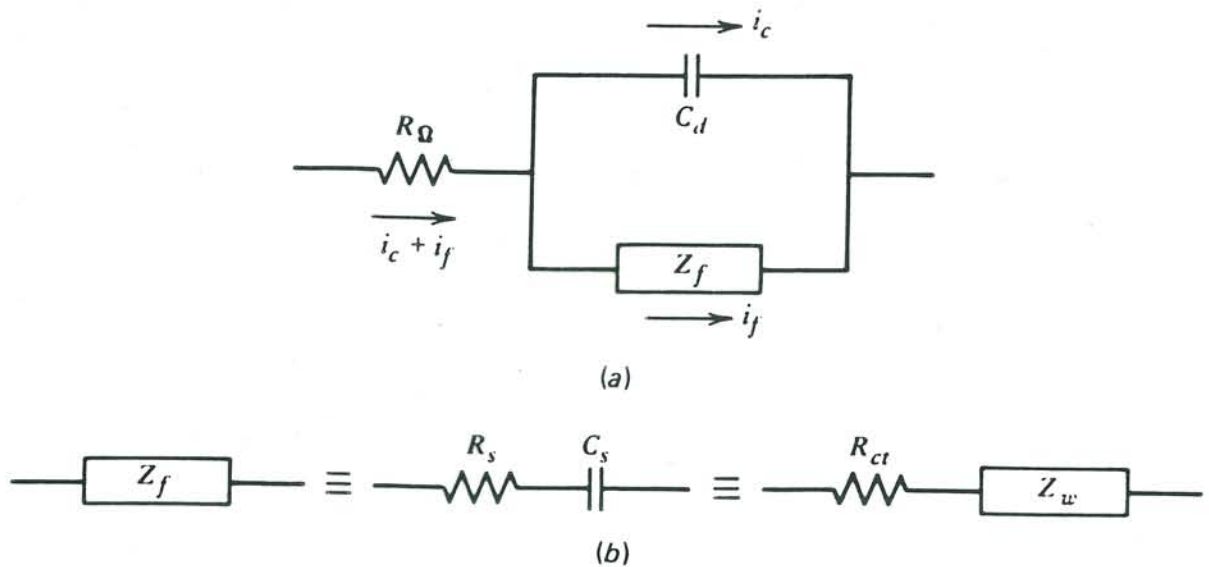 i_c
C_d
R_Ω
i_c + i_f
Z_f
i_f
(a)
Z_f ≡ R_s C_s ≡ R_ct Z_w
(b)